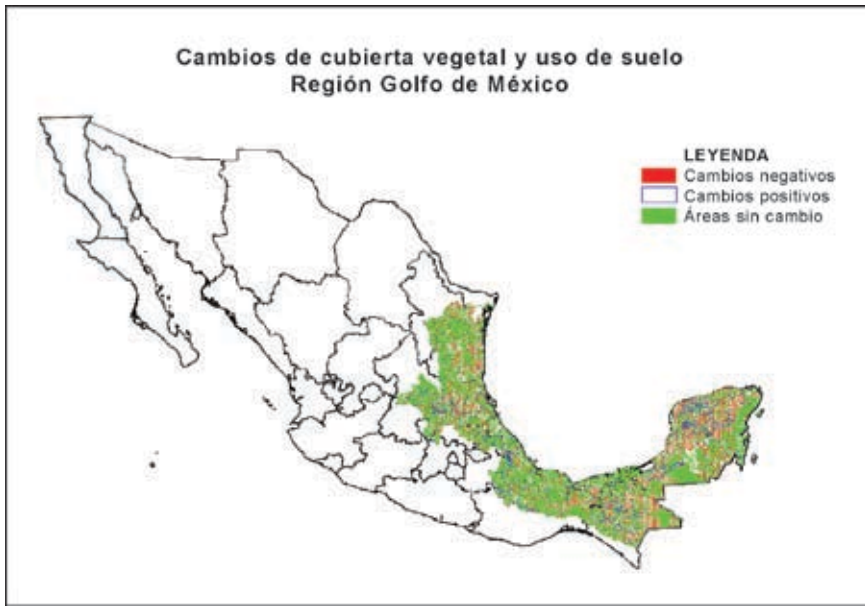 Cambios de cubierta vegetal y uso de suelo
Región Golfo de México
LEYENDA
Cambios negativos
Cambios positivos
Áreas sin cambio